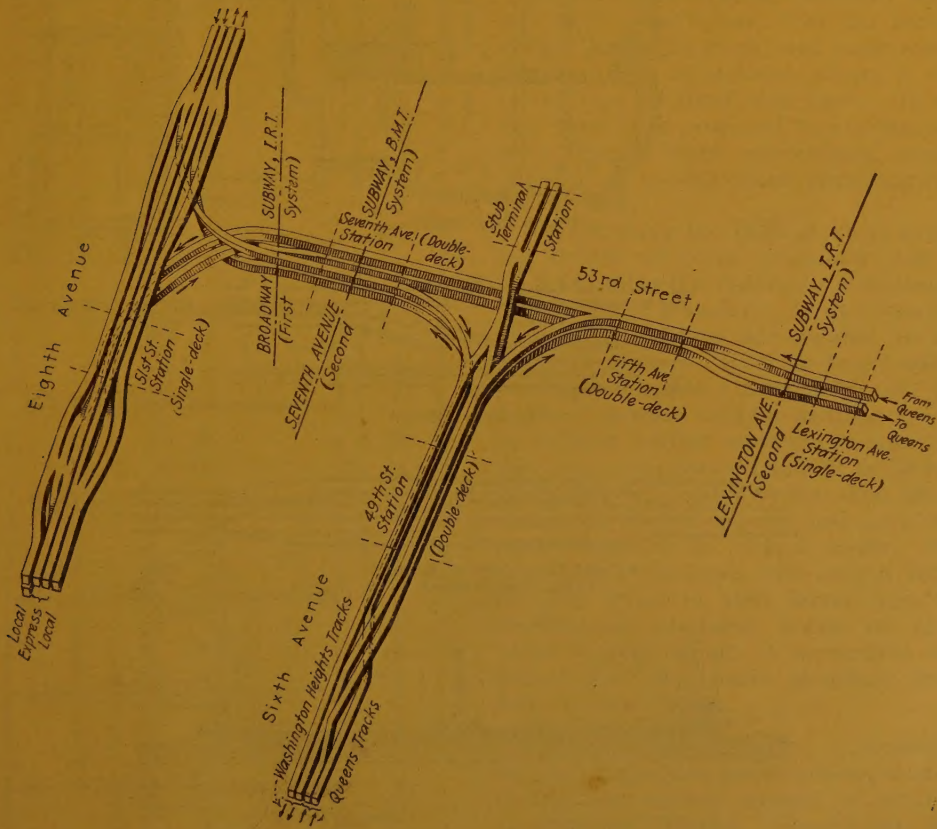 Eighth Avenue
51st St.
Station
(Single-deck)
Local
Express
Local
BROADWAY SUBWAY, I.R.T.
(First System)
Seventh Ave.
Station
(Double-
deck)
SEVENTH AVENUE SUBWAY, B.M.T.
(Second System)
Stub
Terminal
Station
53rd Street
Fifth Ave.
Station
(Double-deck)
LEXINGTON AVE. SUBWAY, I.R.T.
(Second System)
Lexington Ave.
Station
(Single-deck)
From
Queens
To
Queens
49th St.
Station
(Double-deck)
Sixth Avenue
Washington Heights Tracks
Queens Tracks